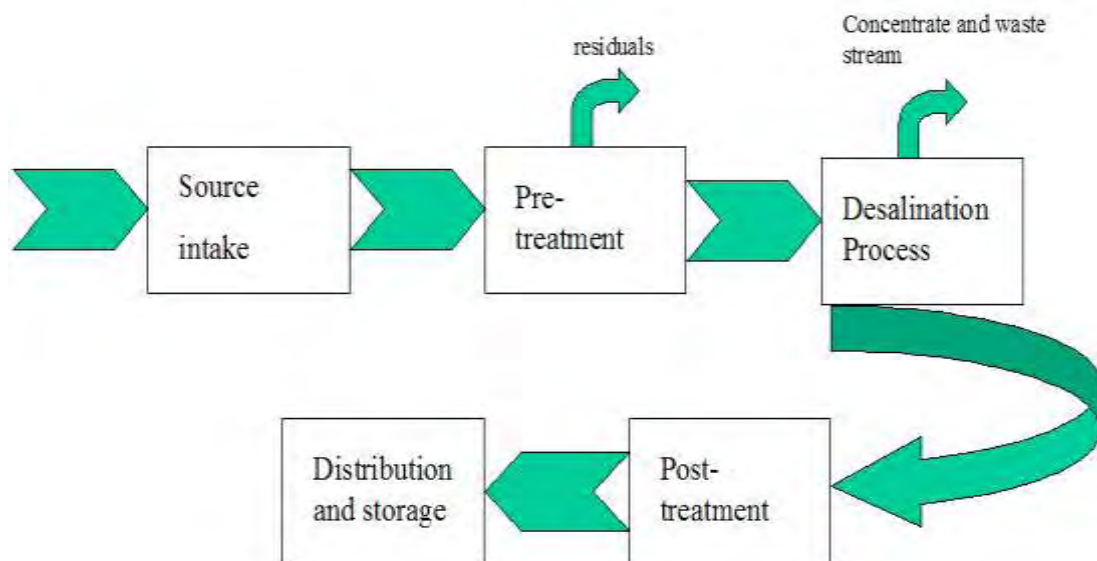 residuals
Concentrate and waste
stream
Source
intake
Pre-
treatment
Desalination
Process
Distribution
and storage
Post-
treatment